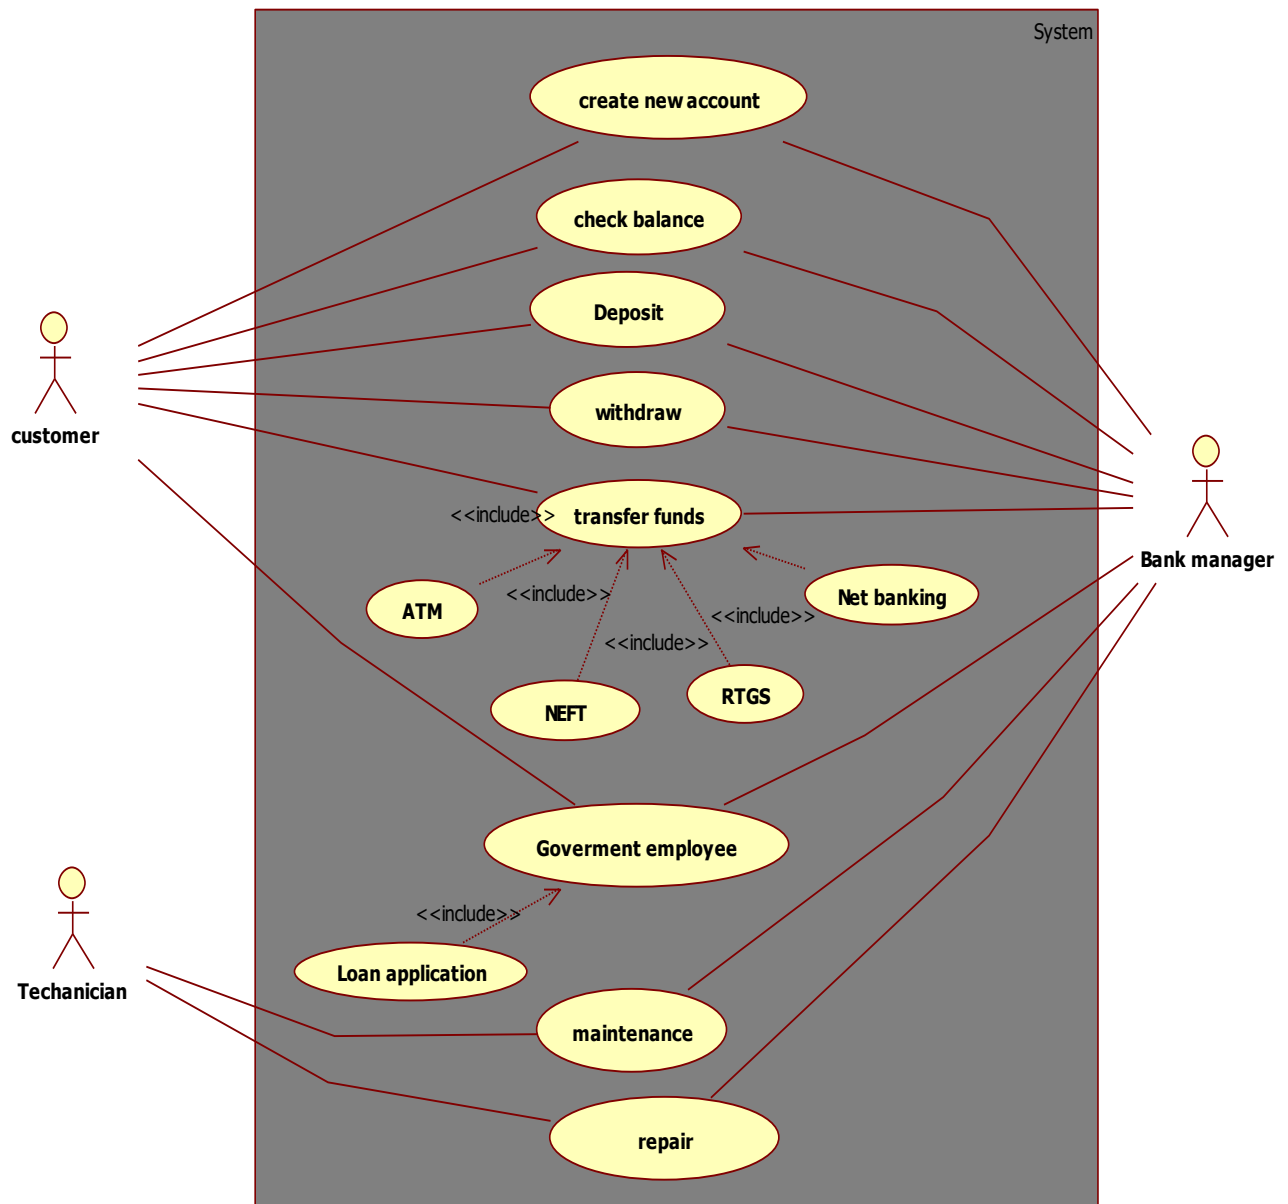 System
create new account
check balance
Deposit
customer
withdraw
<<include>>
transfer funds
Bank manager
ATM
<<include>>
Net banking
<<include>>
<<include>>
NEFT
RTGS
Goverment employee
<<include>>
Loan application
Techanician
maintenance
repair